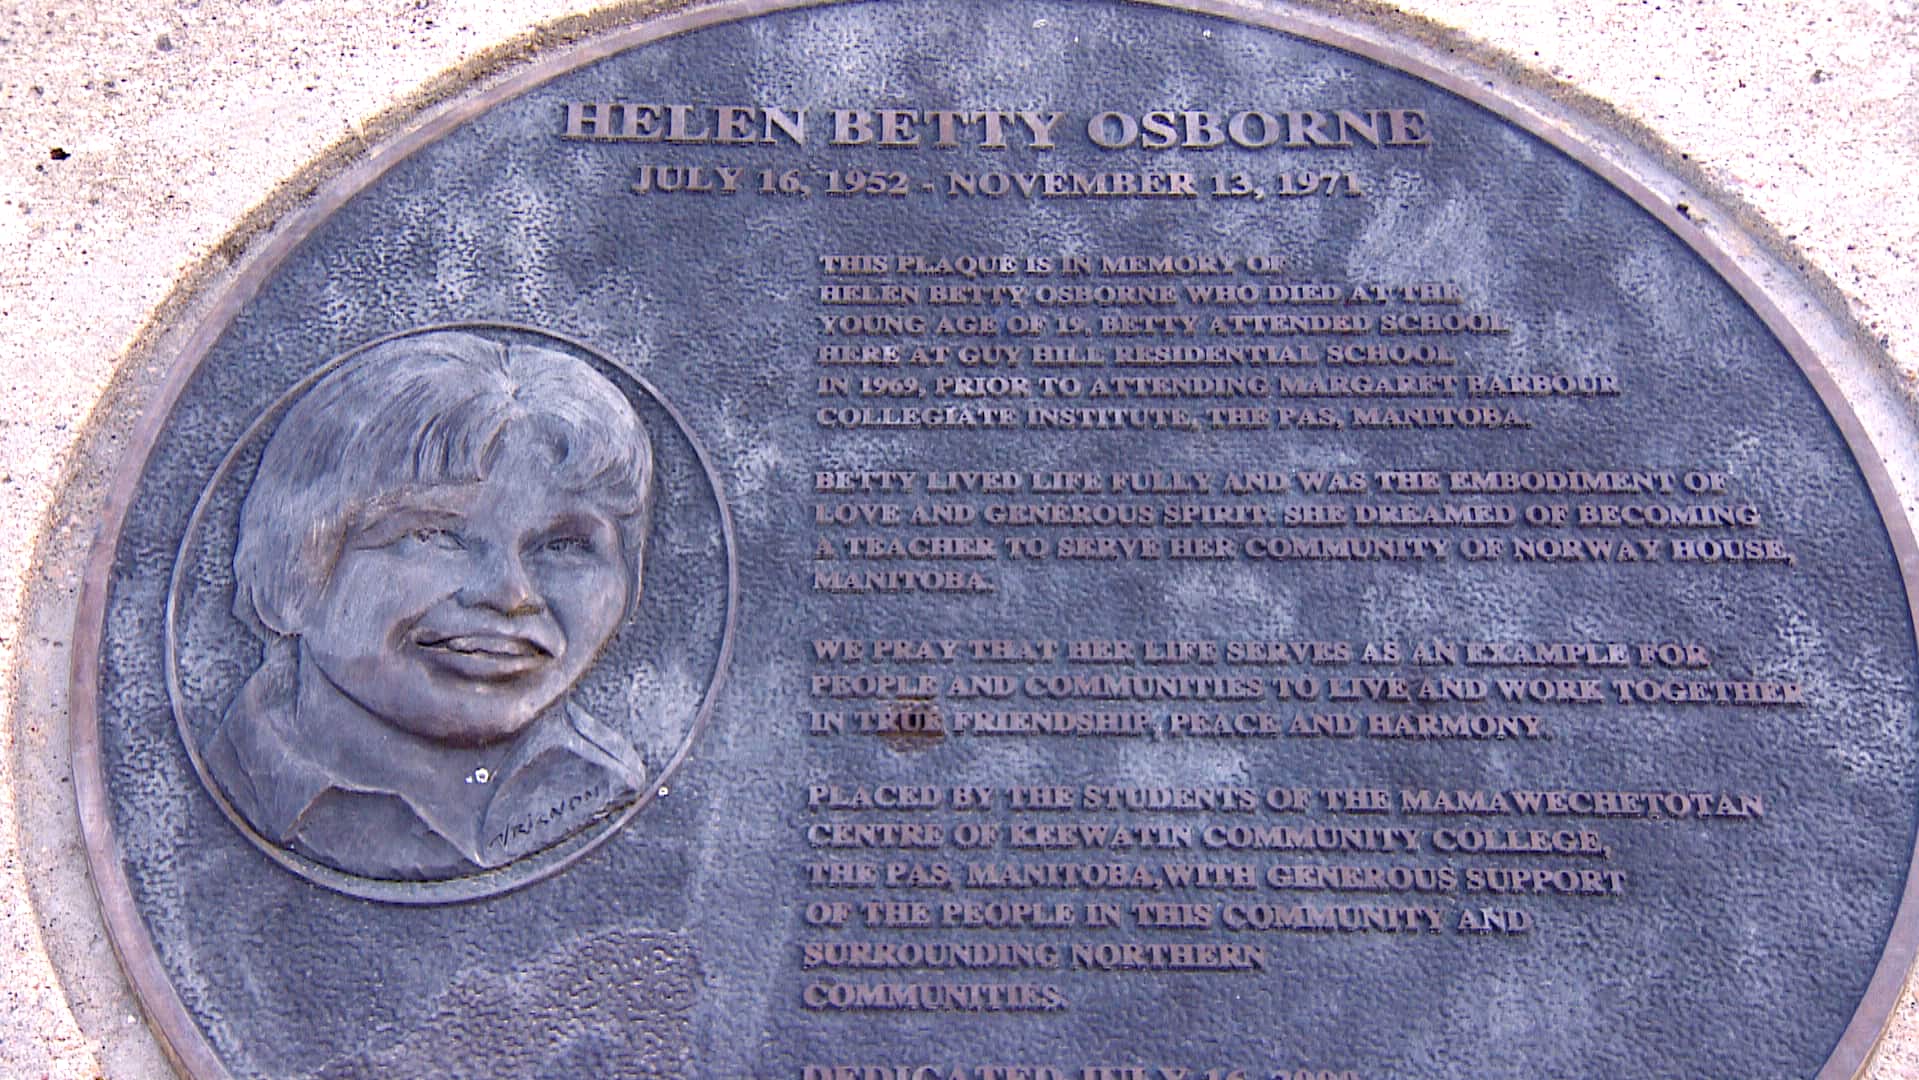 HELEN BETTY OSBORNE
JULY 16, 1952 - NOVEMBER 13, 1971
THIS PLAQUE IS IN MEMORY OF
HELEN BETTY OSBORNE WHO DIED AT THE
YOUNG AGE OF 19. BETTY ATTENDED SCHOOL
HERE AT GUY HILL RESIDENTIAL SCHOOL
IN 1969, PRIOR TO ATTENDING MARGARET BARBOUR
COLLEGIATE INSTITUTE, THE PAS, MANITOBA.
BETTY LIVED LIFE FULLY AND WAS THE EMBODIMENT OF
LOVE AND GENEROUS SPIRIT. SHE DREAMED OF BECOMING
A TEACHER TO SERVE HER COMMUNITY OF NORWAY HOUSE,
MANITOBA.
WE PRAY THAT HER LIFE SERVES AS AN EXAMPLE FOR
PEOPLE AND COMMUNITIES TO LIVE AND WORK TOGETHER
IN TRUE FRIENDSHIP, PEACE AND HARMONY.
PLACED BY THE STUDENTS OF THE MAMAWECHETOTAN
CENTRE OF KEEWATIN COMMUNITY COLLEGE,
THE PAS, MANITOBA, WITH GENEROUS SUPPORT
OF THE PEOPLE IN THIS COMMUNITY AND
SURROUNDING NORTHERN
COMMUNITIES.
DEDICATED JULY 16, 2000